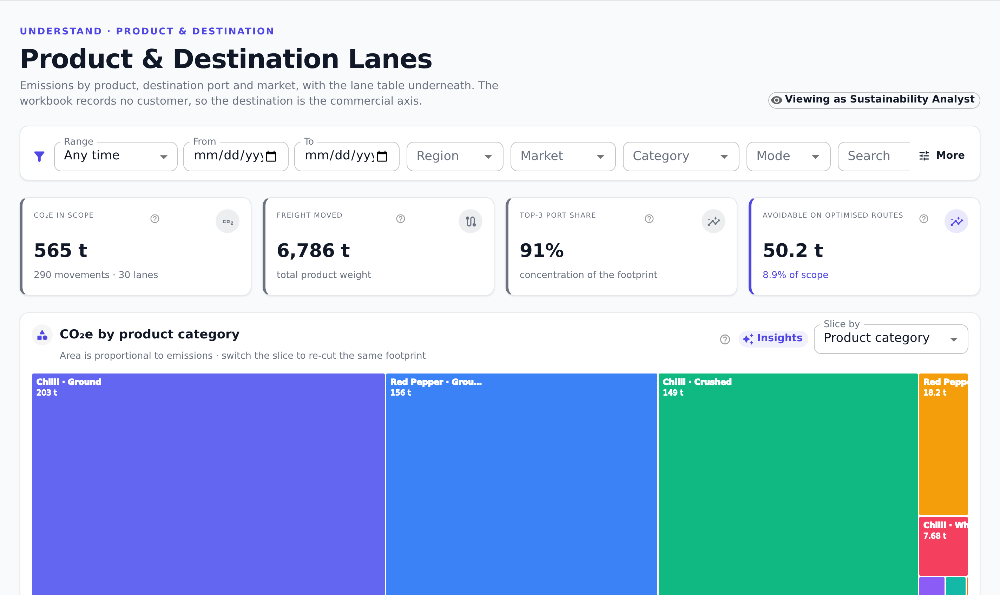 UNDERSTAND · PRODUCT & DESTINATION
Product & Destination Lanes
Emissions by product, destination port and market, with the lane table underneath. The
workbook records no customer, so the destination is the commercial axis.
Viewing as Sustainability Analyst
Range
Any time
From
mm/dd/yyy
To
mm/dd/yyy
Region
Market
Category
Mode
Search
More
CO₂E IN SCOPE
CO₂
565 t
290 movements · 30 lanes
FREIGHT MOVED
6,786 t
total product weight
TOP-3 PORT SHARE
91%
concentration of the footprint
AVOIDABLE ON OPTIMISED ROUTES
50.2 t
8.9% of scope
CO₂e by product category
Area is proportional to emissions · switch the slice to re-cut the same footprint
Insights
Slice by
Product category
Chilli · Ground
203 t
Red Pepper · Grou...
156 t
Chilli · Crushed
149 t
Red Pepp
18.2 t
Chilli · Wh
7.68 t